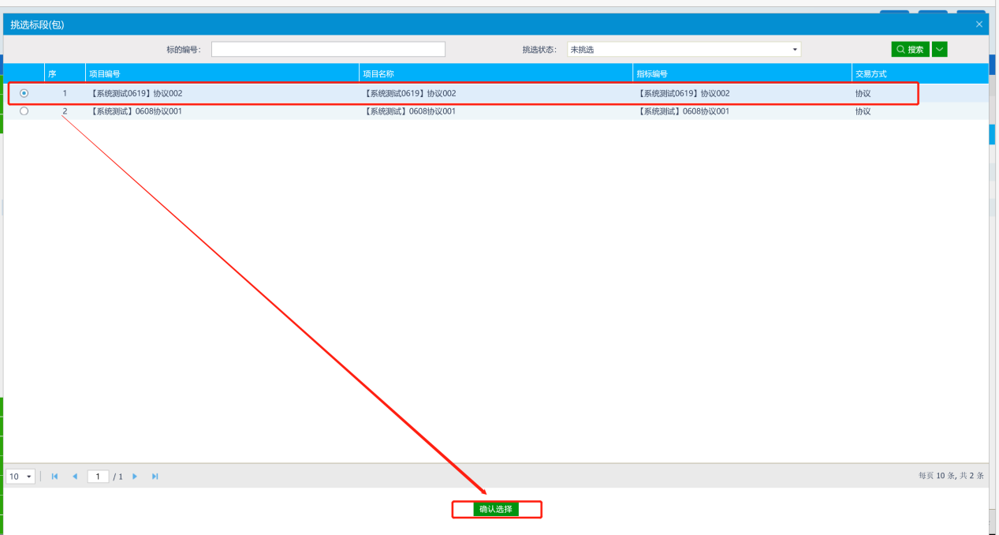 挑选标段(包)
标的编号: 挑选状态: 未挑选 搜索
序 项目编号 项目名称 指标编号 交易方式
1 【系统测试0619】协议002 【系统测试0619】协议002 【系统测试0619】协议002 协议
2 【系统测试】0608协议001 【系统测试】0608协议001 【系统测试】0608协议001 协议
10 1 / 1 每页 10 条, 共 2 条
确认选择